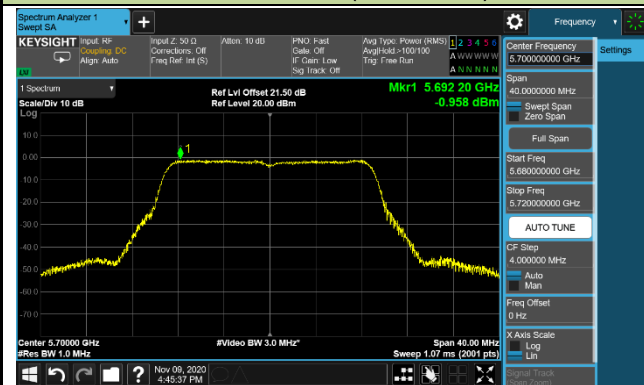 Spectrum Analyzer 1
Swept SA
Frequency
KEYSIGHT
Input: RF
Coupling: DC
Align: Auto
Input Z: 50 Ω
Corrections: Off
Freq Ref: Int (S)
Atten: 10 dB
PNO: Fast
Gate: Off
IF Gain: Low
Sig Track: Off
Avg Type: Power (RMS)
Avg|Hold:>100/100
Trig: Free Run
1 2 3 4 5 6
A W W W W W
A N N N N N
LVI
1 Spectrum
Scale/Div 10 dB
Log
Ref Lvl Offset 21.50 dB
Ref Level 20.00 dBm
Mkr1 5.692 20 GHz
-0.958 dBm
10.0
0.00
-10.0
-20.0
-30.0
-40.0
-50.0
-60.0
-70.0
1
Center 5.70000 GHz
#Res BW 1.0 MHz
#Video BW 3.0 MHz*
Span 40.00 MHz
Sweep 1.07 ms (2001 pts)
Nov 09, 2020
4:45:37 PM
Center Frequency
5.700000000 GHz
Settings
Span
40.0000000 MHz
Swept Span
Zero Span
Full Span
Start Freq
5.680000000 GHz
Stop Freq
5.720000000 GHz
AUTO TUNE
CF Step
4.000000 MHz
Auto
Man
Freq Offset
0 Hz
X Axis Scale
Log
Lin
Signal Track
(Span Zoom)